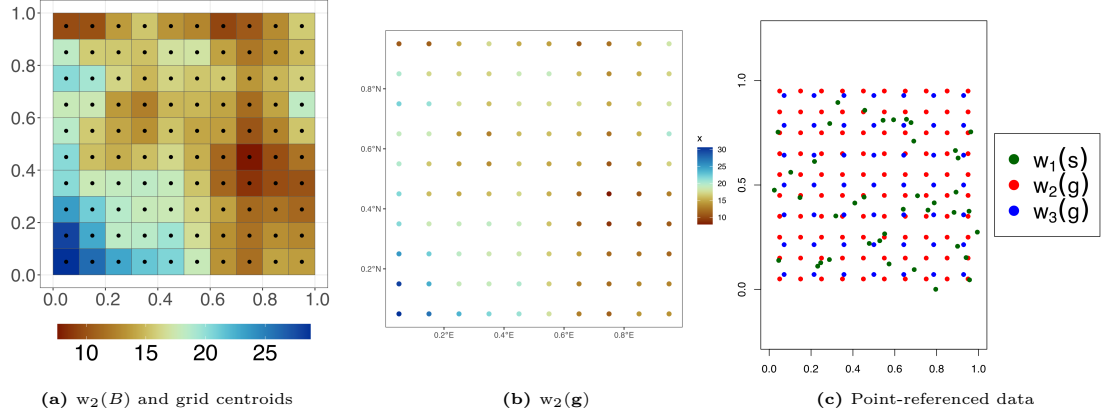 1.0
0.8
0.6
0.4
0.2
0.0
0.0 0.2 0.4 0.6 0.8 1.0
10 15 20 25
(a) w₂(B) and grid centroids
0.8°N
0.6°N
0.4°N
0.2°N
0.2°E 0.4°E 0.6°E 0.8°E
x
30
25
20
15
10
(b) w₂(g)
1.0
0.5
0.0
0.0 0.2 0.4 0.6 0.8 1.0
w₁(s)
w₂(g)
w₃(g)
(c) Point-referenced data